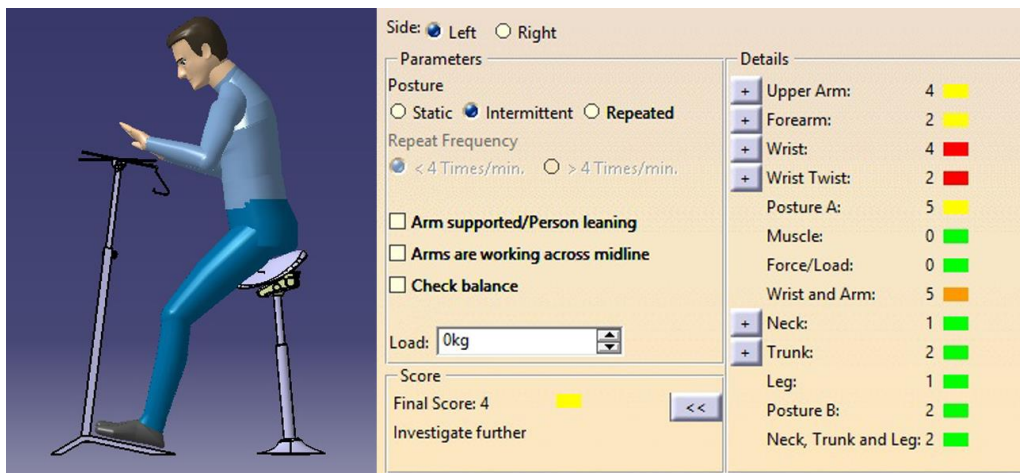 Side: Left Right
Parameters
Posture
Static Intermittent Repeated
Repeat Frequency
< 4 Times/min. > 4 Times/min.
Arm supported/Person leaning
Arms are working across midline
Check balance
Load: 0kg
Score
Final Score: 4
<<
Investigate further
Details
+ Upper Arm: 4
+ Forearm: 2
+ Wrist: 4
+ Wrist Twist: 2
Posture A: 5
Muscle: 0
Force/Load: 0
Wrist and Arm: 5
+ Neck: 1
+ Trunk: 2
Leg: 1
Posture B: 2
Neck, Trunk and Leg: 2